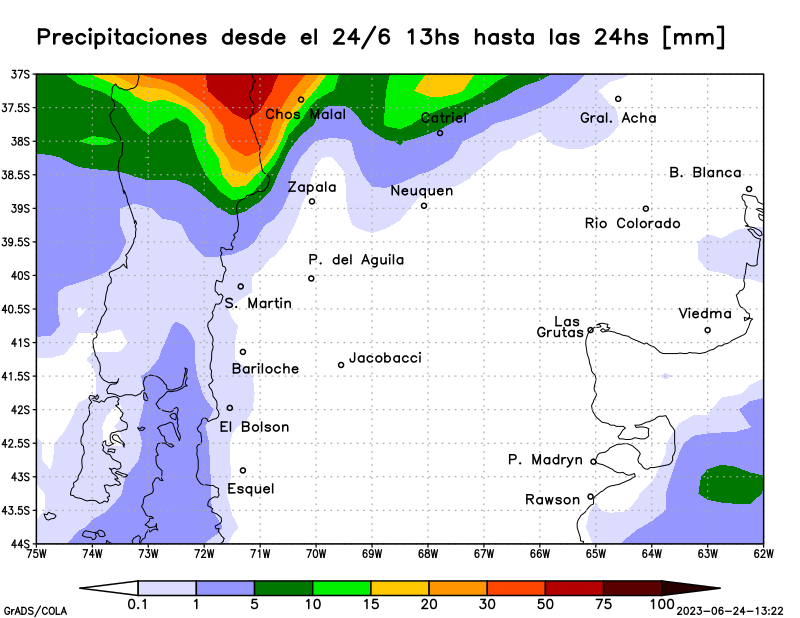 Precipitaciones desde el 24/6 13hs hasta las 24hs [mm]
37S
37.5S
38S
38.5S
39S
39.5S
40S
40.5S
41S
41.5S
42S
42.5S
43S
43.5S
44S
Chos Malal
Catriel
Gral. Acha
B. Blanca
Zapala
Neuquen
Rio Colorado
P. del Aguila
S. Martin
Viedma
Las
Grutas
Jacobacci
Bariloche
El Bolson
P. Madryn
Esquel
Rawson
75W 74W 73W 72W 71W 70W 69W 68W 67W 66W 65W 64W 63W 62W
0.1 1 5 10 15 20 30 50 75 100
GrADS/COLA
2023-06-24-13:22